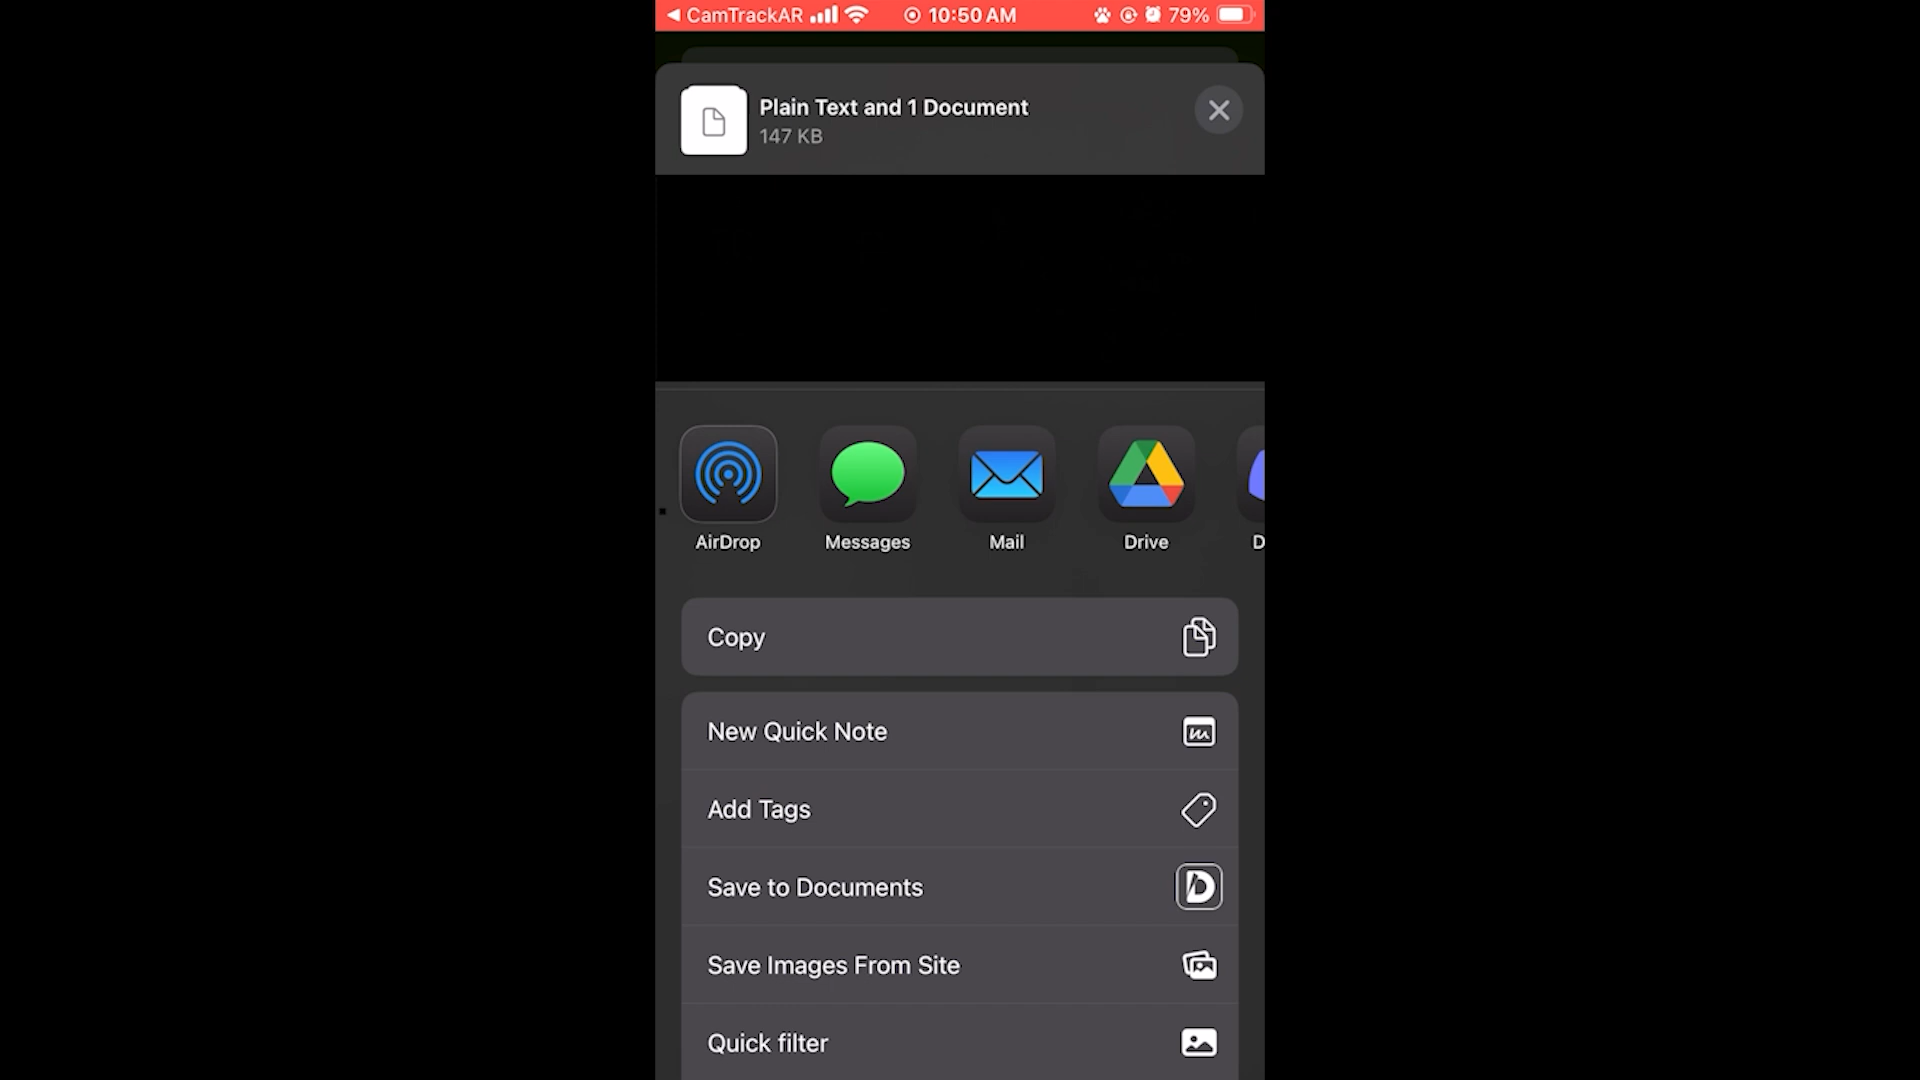 ◀ CamTrackAR 10:50 AM 79%
Plain Text and 1 Document
147 KB
AirDrop Messages Mail Drive D
Copy
New Quick Note
Add Tags
Save to Documents
Save Images From Site
Quick filter